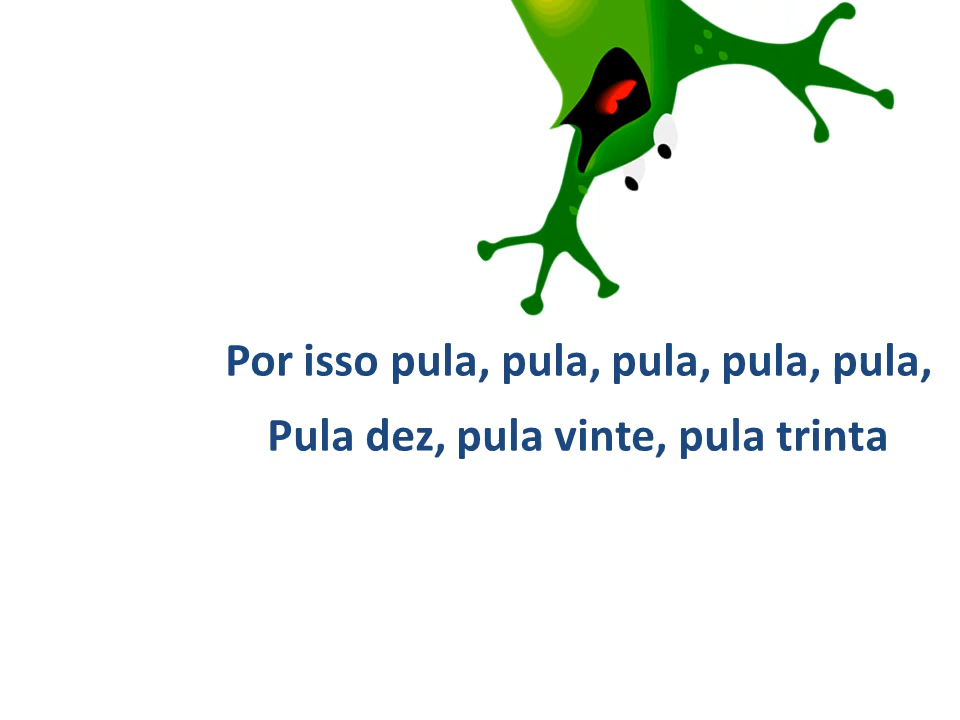 Por isso pula, pula, pula, pula, pula,
Pula dez, pula vinte, pula trinta